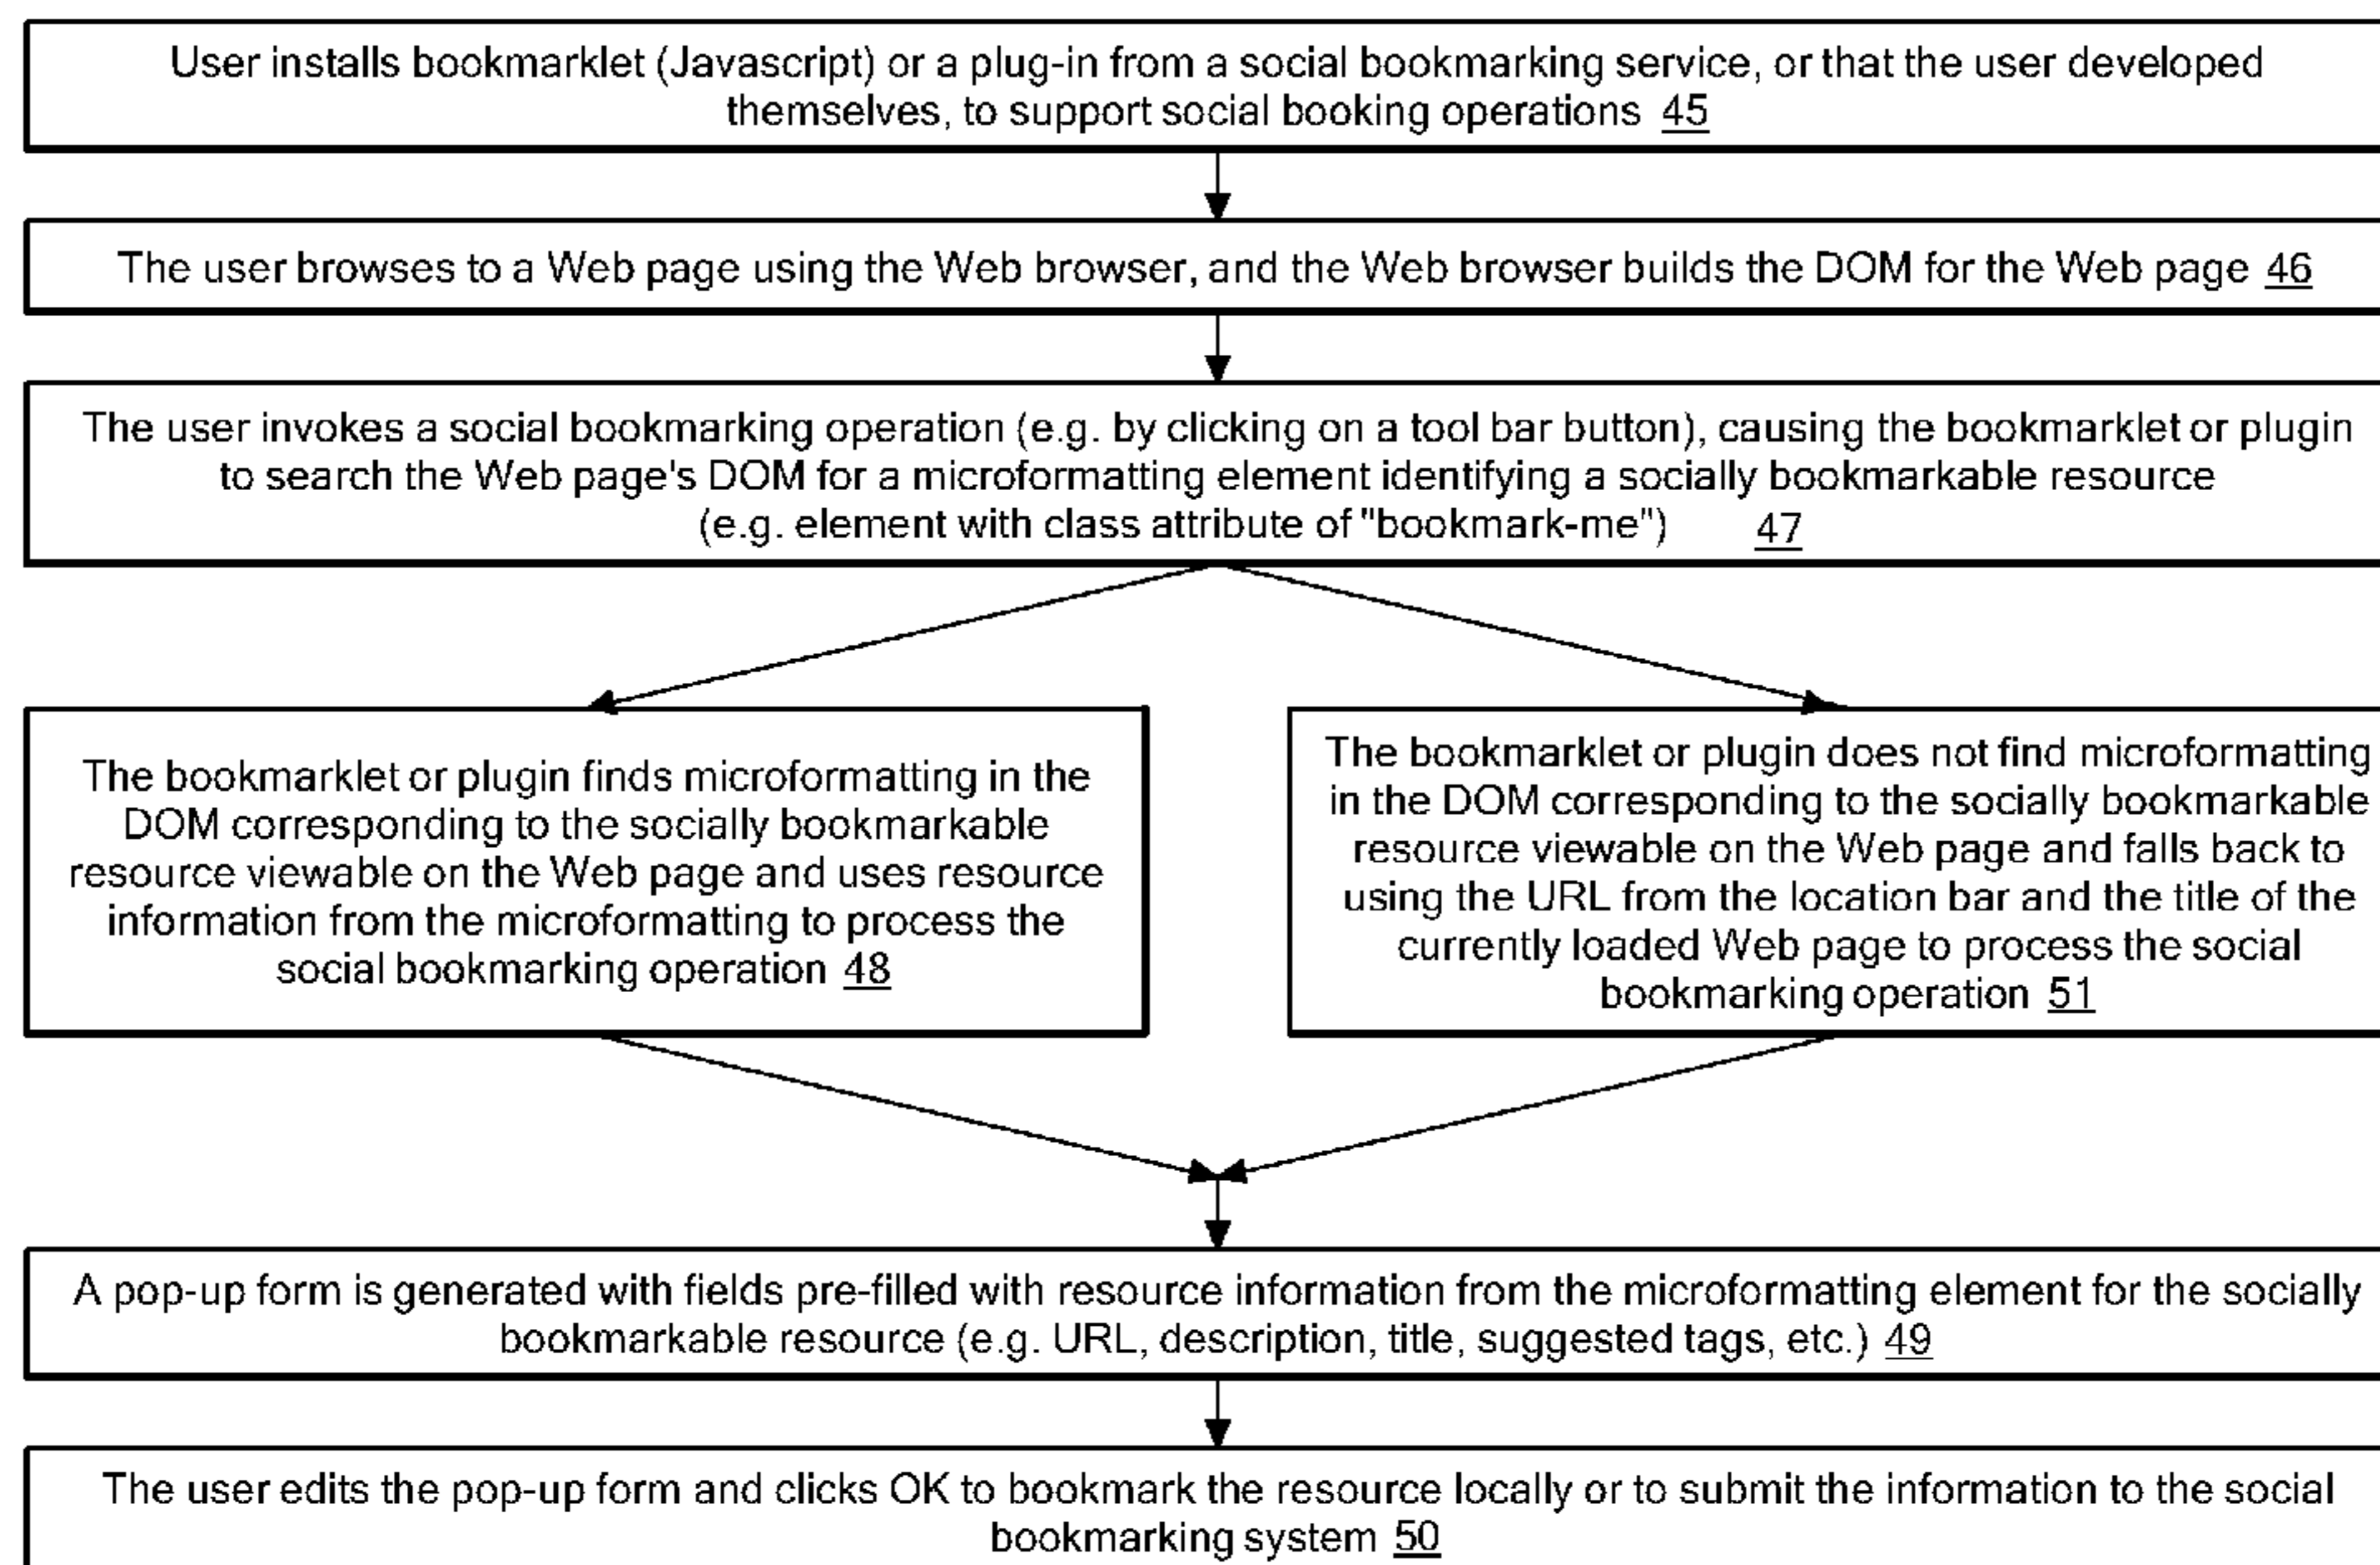 User installs bookmarklet (Javascript) or a plug-in from a social bookmarking service, or that the user developed
themselves, to support social booking operations 45
The user browses to a Web page using the Web browser, and the Web browser builds the DOM for the Web page 46
The user invokes a social bookmarking operation (e.g. by clicking on a tool bar button), causing the bookmarklet or plugin
to search the Web page's DOM for a microformatting element identifying a socially bookmarkable resource
(e.g. element with class attribute of "bookmark-me") 47
The bookmarklet or plugin finds microformatting in the
DOM corresponding to the socially bookmarkable
resource viewable on the Web page and uses resource
information from the microformatting to process the
social bookmarking operation 48
The bookmarklet or plugin does not find microformatting
in the DOM corresponding to the socially bookmarkable
resource viewable on the Web page and falls back to
using the URL from the location bar and the title of the
currently loaded Web page to process the social
bookmarking operation 51
A pop-up form is generated with fields pre-filled with resource information from the microformatting element for the socially
bookmarkable resource (e.g. URL, description, title, suggested tags, etc.) 49
The user edits the pop-up form and clicks OK to bookmark the resource locally or to submit the information to the social
bookmarking system 50